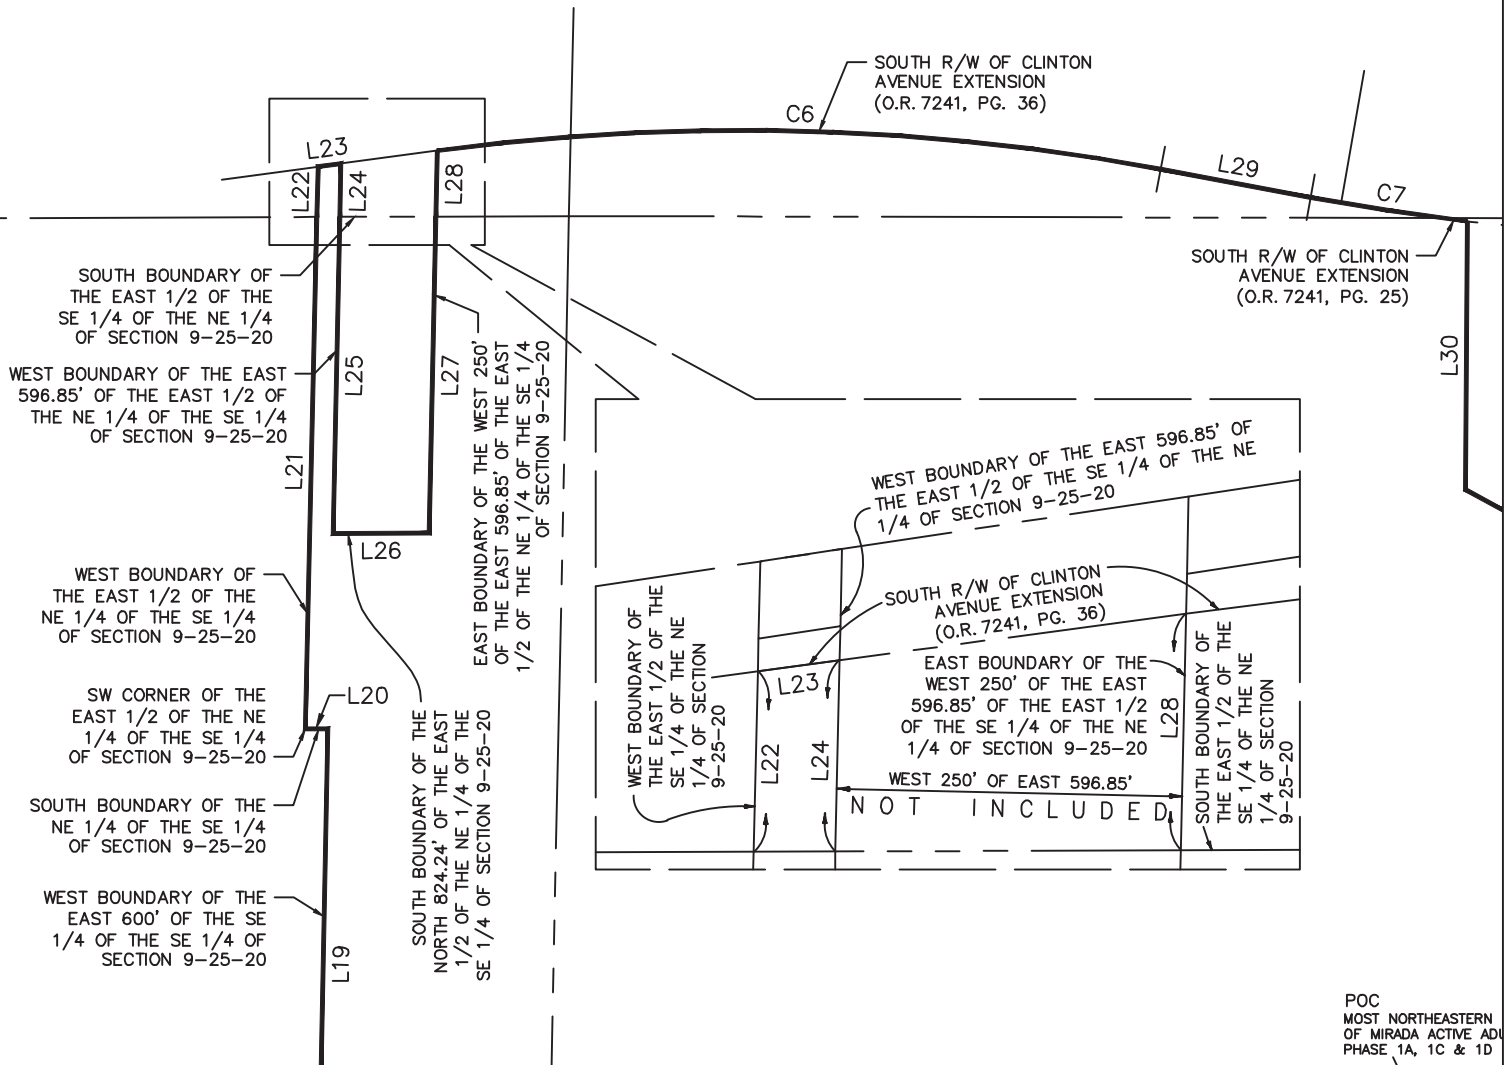 SOUTH R/W OF CLINTON
AVENUE EXTENSION
(O.R. 7241, PG. 36)
C6
L23
L22
L24
L28
L29
C7
SOUTH R/W OF CLINTON
AVENUE EXTENSION
(O.R. 7241, PG. 25)
SOUTH BOUNDARY OF
THE EAST 1/2 OF THE
SE 1/4 OF THE NE 1/4
OF SECTION 9-25-20
WEST BOUNDARY OF THE EAST
596.85' OF THE EAST 1/2 OF
THE NE 1/4 OF THE SE 1/4
OF SECTION 9-25-20
L25
L27
L30
EAST BOUNDARY OF THE WEST 250'
OF THE EAST 596.85' OF THE EAST
1/2 OF THE NE 1/4 OF THE SE 1/4
OF SECTION 9-25-20
L21
L26
WEST BOUNDARY OF
THE EAST 1/2 OF THE
NE 1/4 OF THE SE 1/4
OF SECTION 9-25-20
SW CORNER OF THE
EAST 1/2 OF THE NE
1/4 OF THE SE 1/4
OF SECTION 9-25-20
L20
SOUTH BOUNDARY OF THE
NE 1/4 OF THE SE 1/4
OF SECTION 9-25-20
WEST BOUNDARY OF THE
EAST 600' OF THE SE
1/4 OF THE SE 1/4 OF
SECTION 9-25-20
L19
SOUTH BOUNDARY OF THE
NORTH 824.24' OF THE EAST
1/2 OF THE NE 1/4 OF THE
SE 1/4 OF SECTION 9-25-20
WEST BOUNDARY OF THE EAST 596.85' OF
THE EAST 1/2 OF THE SE 1/4 OF THE NE
1/4 OF SECTION 9-25-20
SOUTH R/W OF CLINTON
AVENUE EXTENSION
(O.R. 7241, PG. 36)
WEST BOUNDARY OF
THE EAST 1/2 OF THE
SE 1/4 OF THE NE
1/4 OF SECTION
9-25-20
L23
L22
L24
EAST BOUNDARY OF THE
WEST 250' OF THE EAST
596.85' OF THE EAST 1/2
OF THE SE 1/4 OF THE NE
1/4 OF SECTION 9-25-20
L28
WEST 250' OF EAST 596.85'
NOT INCLUDED
SOUTH BOUNDARY OF
THE EAST 1/2 OF THE
SE 1/4 OF THE NE
1/4 OF SECTION
9-25-20
POC
MOST NORTHEASTERN
OF MIRADA ACTIVE
PHASE 1A, 1C & 1D